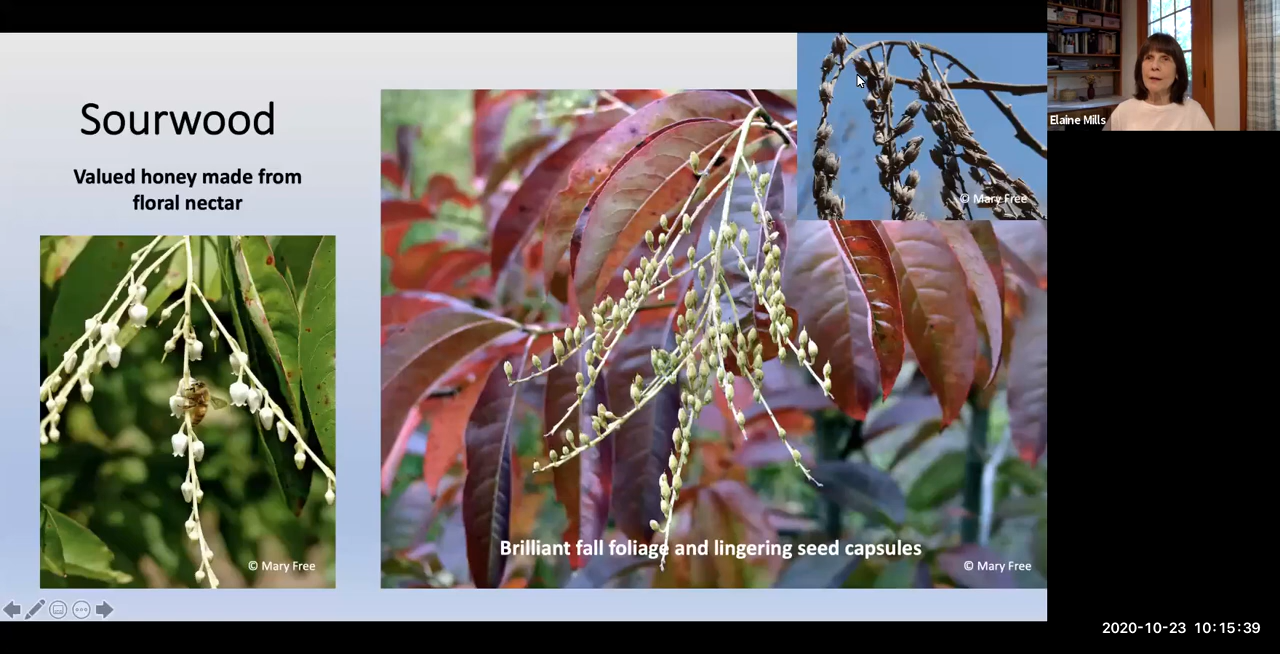 Sourwood
Valued honey made from
floral nectar
© Mary Free
Brilliant fall foliage and lingering seed capsules
© Mary Free
© Mary Free
Elaine Mills
2020-10-23 10:15:39